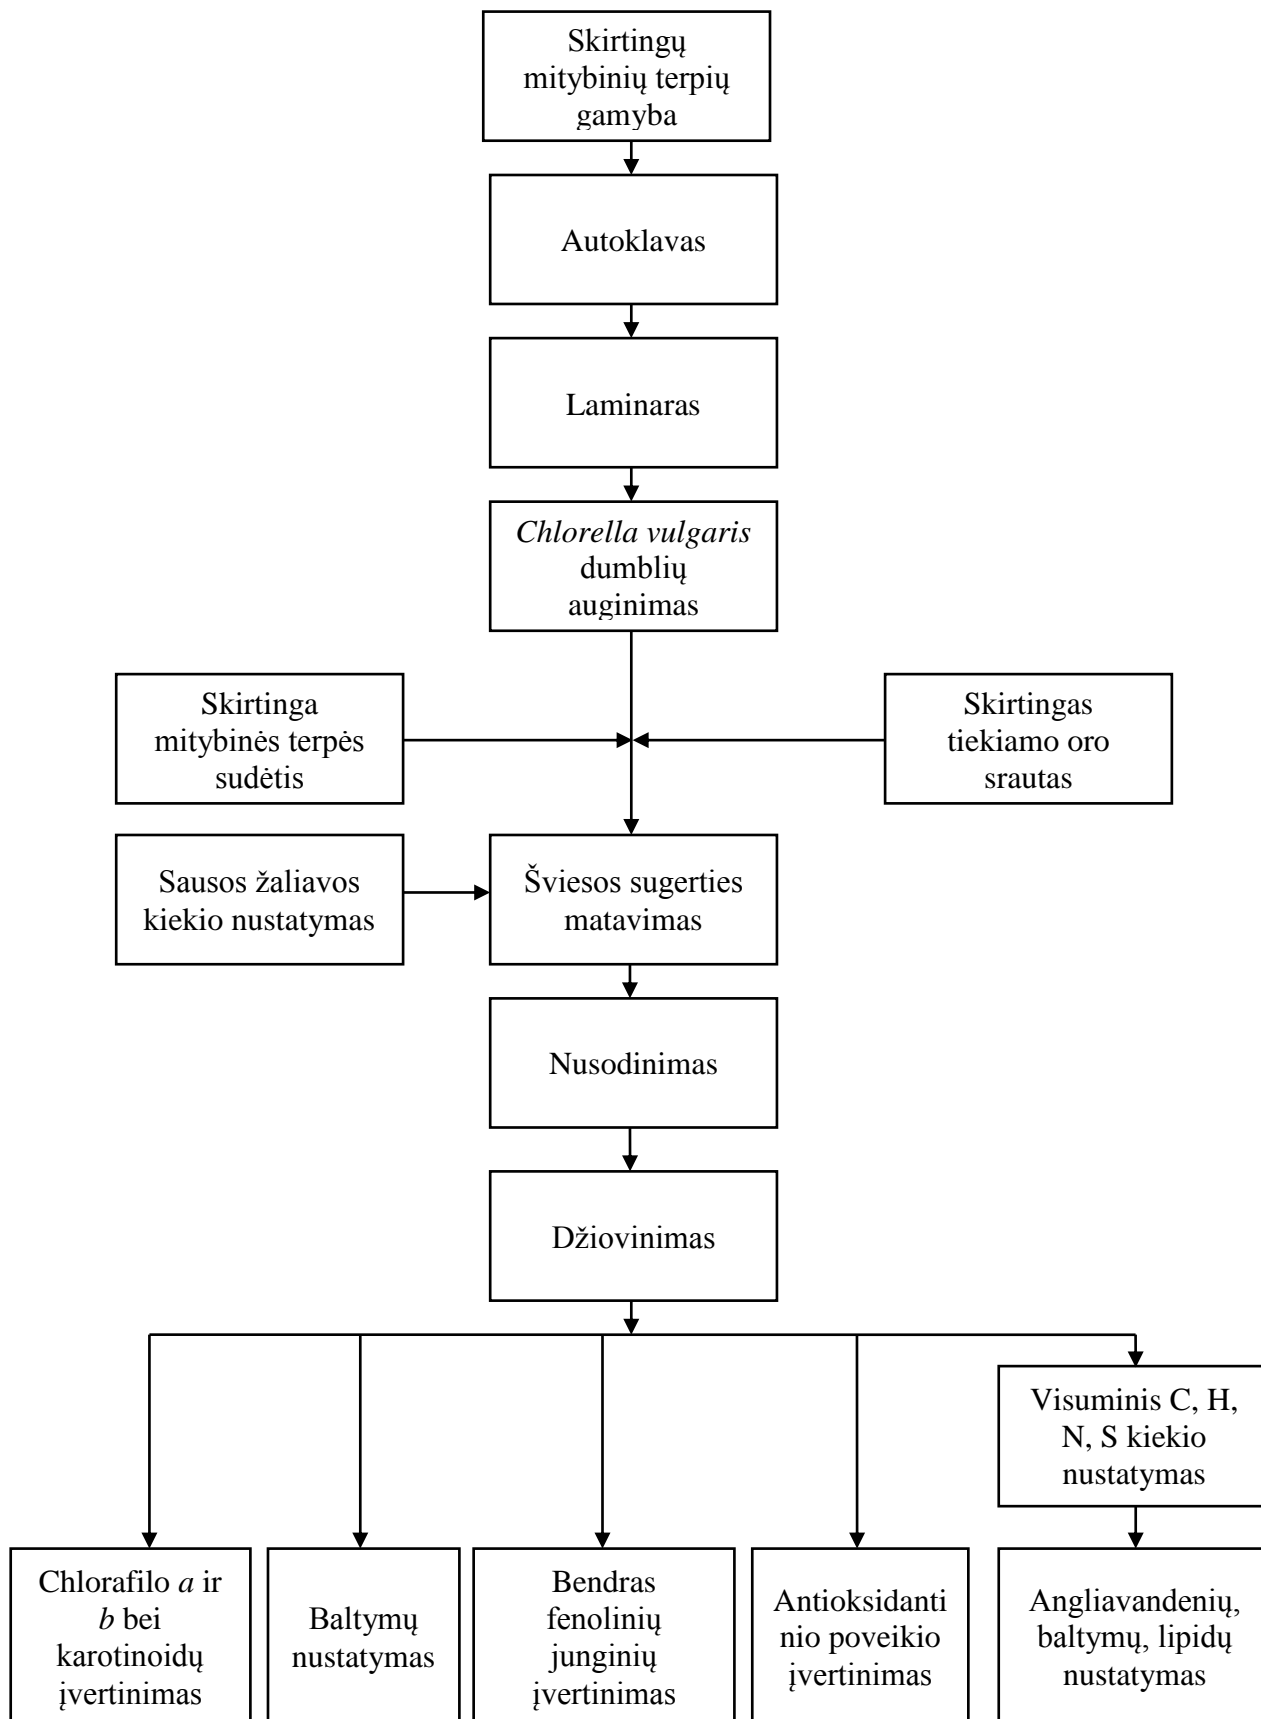 Skirtingų
mitybinių terpių
gamyba
Autoklavas
Laminaras
Chlorella vulgaris
dumblių
auginimas
Skirtinga
mitybinės terpės
sudėtis
Skirtingas
tiekiamo oro
srautas
Sausos žaliavos
kiekio nustatymas
Šviesos sugerties
matavimas
Nusodinimas
Džiovinimas
Visuminis C, H,
N, S kiekio
nustatymas
Chlorafilo a ir
b bei
karotinoidų
įvertinimas
Baltymų
nustatymas
Bendras
fenolinių
junginių
įvertinimas
Antioksidanti
nio poveikio
įvertinimas
Angliavandenių,
baltymų, lipidų
nustatymas